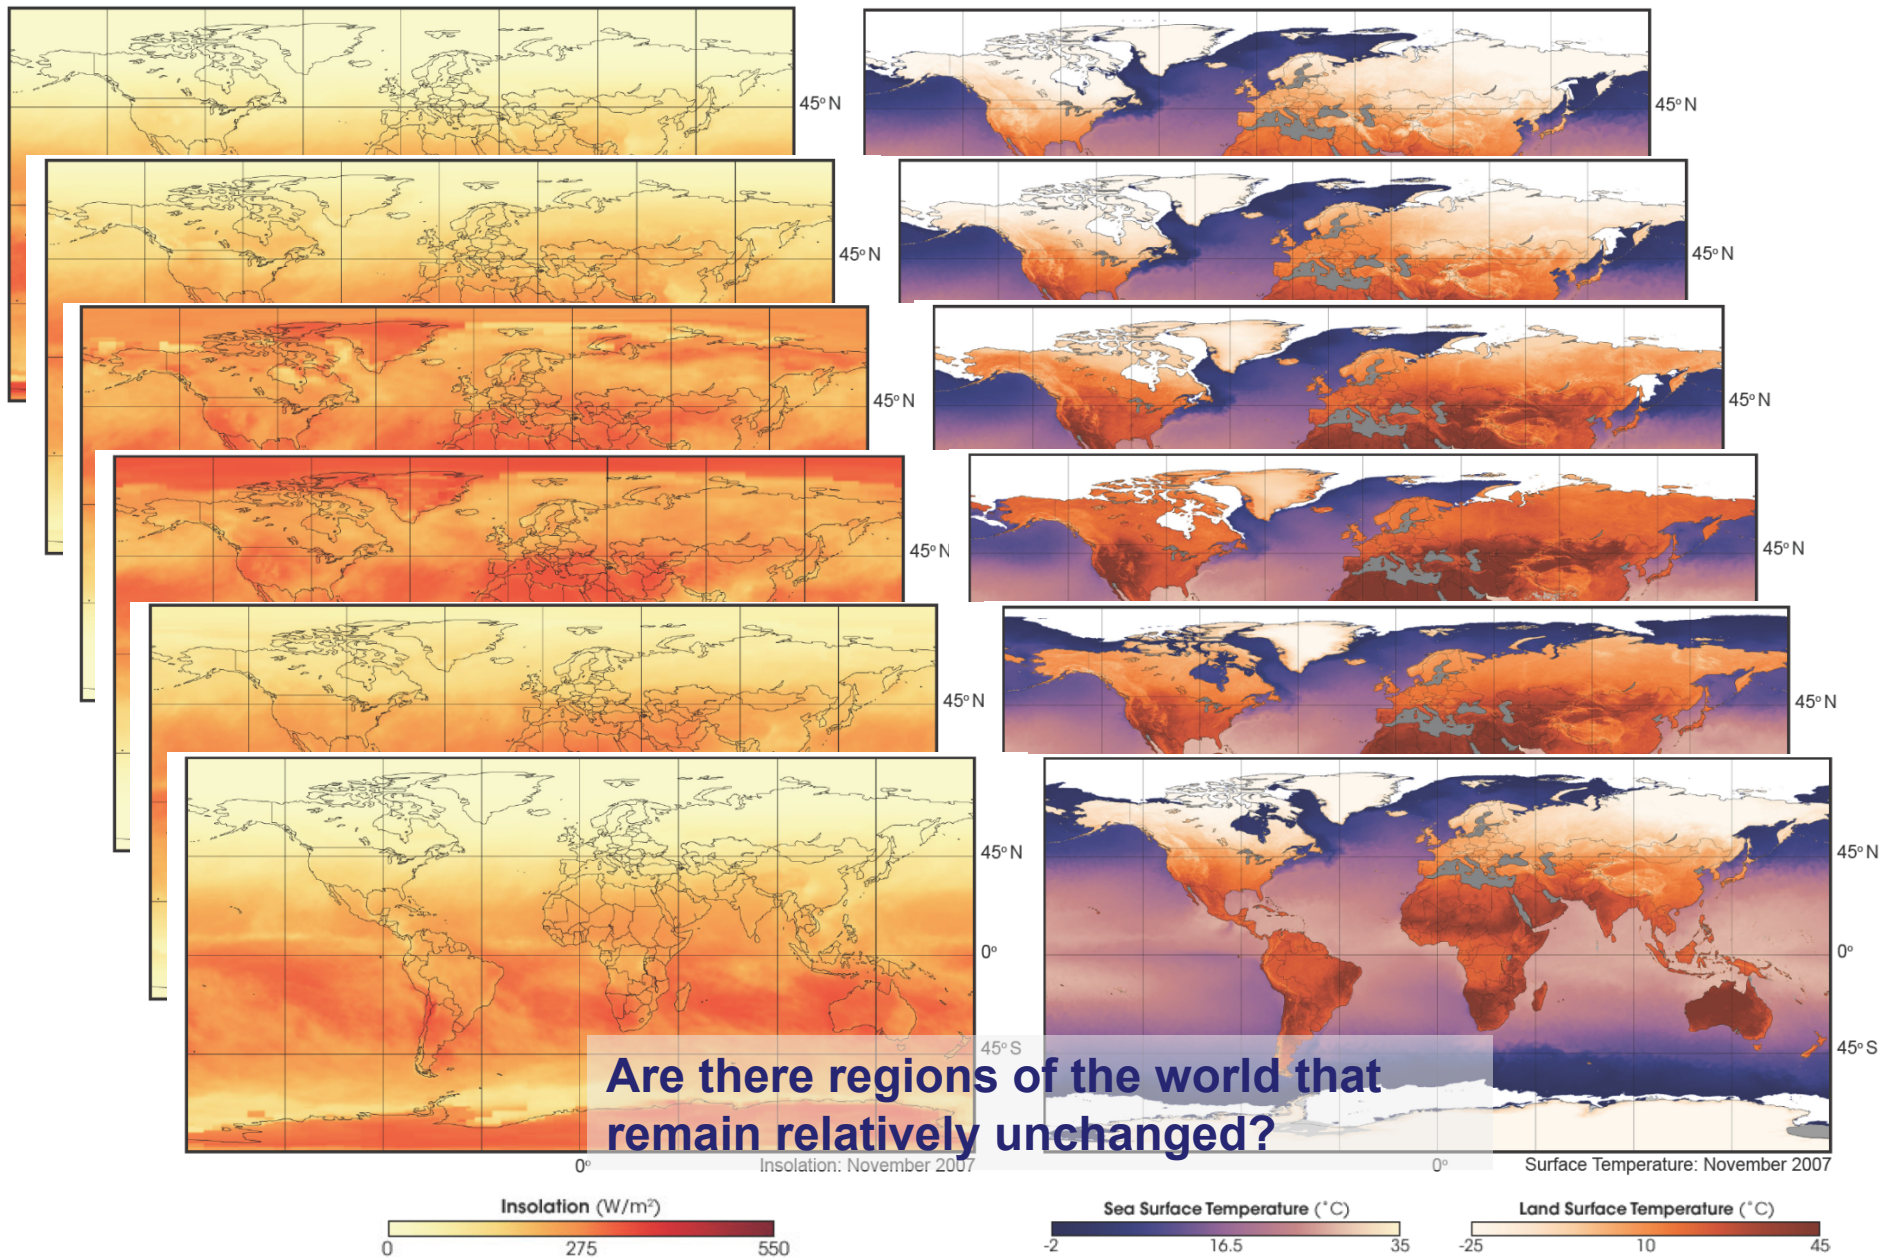 45° N
45° N
45° N
45° N
45° N
45° N
45° N
45° N
45° N
45° N
45° N
45° N
0°
0°
45° S
45° S
Are there regions of the world that
remain relatively unchanged?
0°
Insolation: November 2007
0°
Surface Temperature: November 2007
Insolation (W/m²)
0 275 550
Sea Surface Temperature (˚C)
-2 16.5 35
Land Surface Temperature (˚C)
-25 10 45